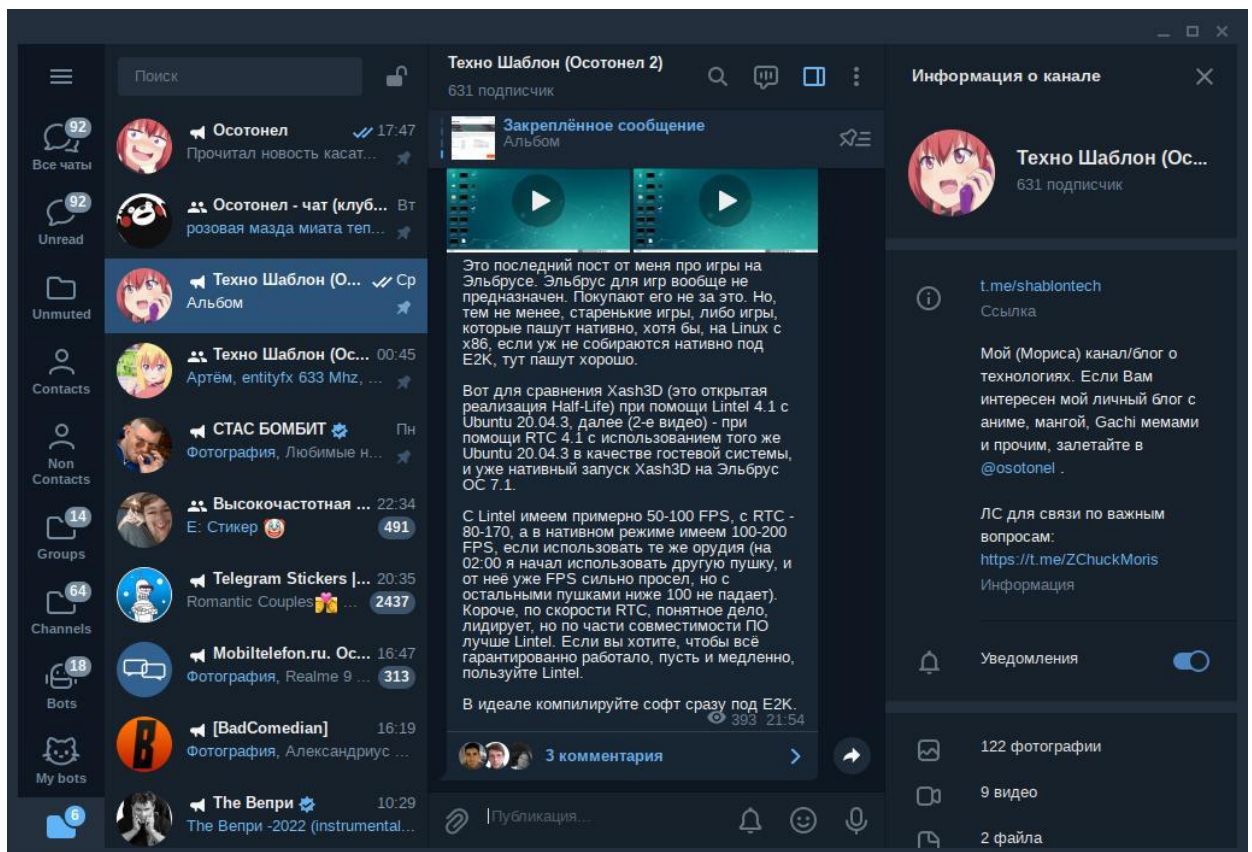 92
Все чаты
92
Unread
Unmuted
Contacts
Non
Contacts
14
Groups
64
Channels
18
Bots
My bots
6
Поиск
Осотонел 17:47
Прочитал новость касат...
Осотонел - чат (клуб... Вт
розовая мазда миата теп...
Техно Шаблон (О... Ср
Альбом
Техно Шаблон (Ос... 00:45
Артём, entityfx 633 Mhz, ...
СТАС БОМБИТ Пн
Фотография, Любимые н...
Высокочастотная ... 22:34
Е: Стикер 🤡 491
Telegram Stickers |... 20:35
Romantic Couples 💏 ... 2437
Mobiltelefon.ru. Ос... 16:47
Фотография, Realme 9 ... 313
[BadComedian] 16:19
Фотография, Александриус ...
The Вепри 10:29
The Вепри -2022 (instrumental...
Техно Шаблон (Осотонел 2)
631 подписчик
Закреплённое сообщение
Альбом
Это последний пост от меня про игры на
Эльбрусе. Эльбрус для игр вообще не
предназначен. Покупают его не за это. Но,
тем не менее, старенькие игры, либо игры,
которые пашут нативно, хотя бы, на Linux с
x86, если уж не собираются нативно под
E2K, тут пашут хорошо.
Вот для сравнения Xash3D (это открытая
реализация Half-Life) при помощи Lintel 4.1 с
Ubuntu 20.04.3, далее (2-е видео) - при
помощи RTC 4.1 с использованием того же
Ubuntu 20.04.3 в качестве гостевой системы,
и уже нативный запуск Xash3D на Эльбрус
ОС 7.1.
С Lintel имеем примерно 50-100 FPS, с RTC -
80-170, а в нативном режиме имеем 100-200
FPS, если использовать те же орудия (на
02:00 я начал использовать другую пушку, и
от неё уже FPS сильно просел, но с
остальными пушками ниже 100 не падает).
Короче, по скорости RTC, понятное дело,
лидирует, но по части совместимости ПО
лучше Lintel. Если вы хотите, чтобы всё
гарантированно работало, пусть и медленно,
пользуйте Lintel.
В идеале компилируйте софт сразу под E2K.
393 21:54
3 комментария
Публикация...
Информация о канале
Техно Шаблон (Ос...
631 подписчик
t.me/shablontech
Ссылка
Мой (Мориса) канал/блог о
технологиях. Если Вам
интересен мой личный блог с
аниме, мангой, Gachi мемами
и прочим, залетайте в
@osotonel .
ЛС для связи по важным
вопросам:
https://t.me/ZChuckMoris
Информация
Уведомления
122 фотографии
9 видео
2 файла